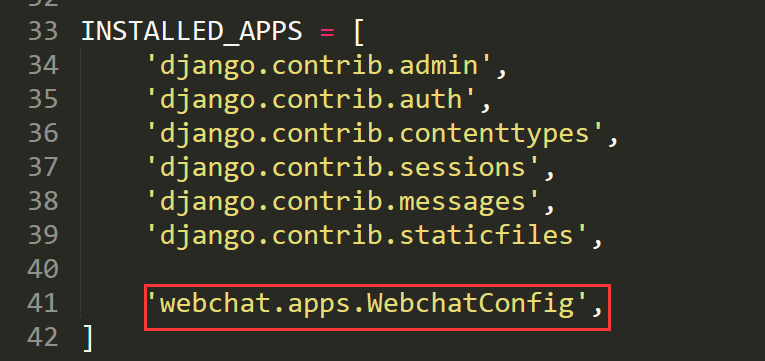 33 INSTALLED_APPS = [
34     'django.contrib.admin',
35     'django.contrib.auth',
36     'django.contrib.contenttypes',
37     'django.contrib.sessions',
38     'django.contrib.messages',
39     'django.contrib.staticfiles',
40
41     'webchat.apps.WebchatConfig',
42 ]